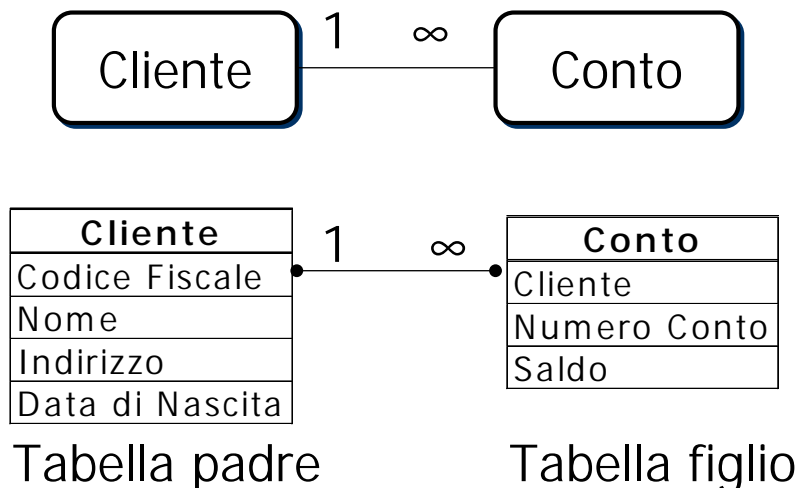 Cliente 1 ∞ Conto
Cliente 1 ∞ Conto
Codice Fiscale Cliente
Nome Numero Conto
Indirizzo Saldo
Data di Nascita
Tabella padre Tabella figlio